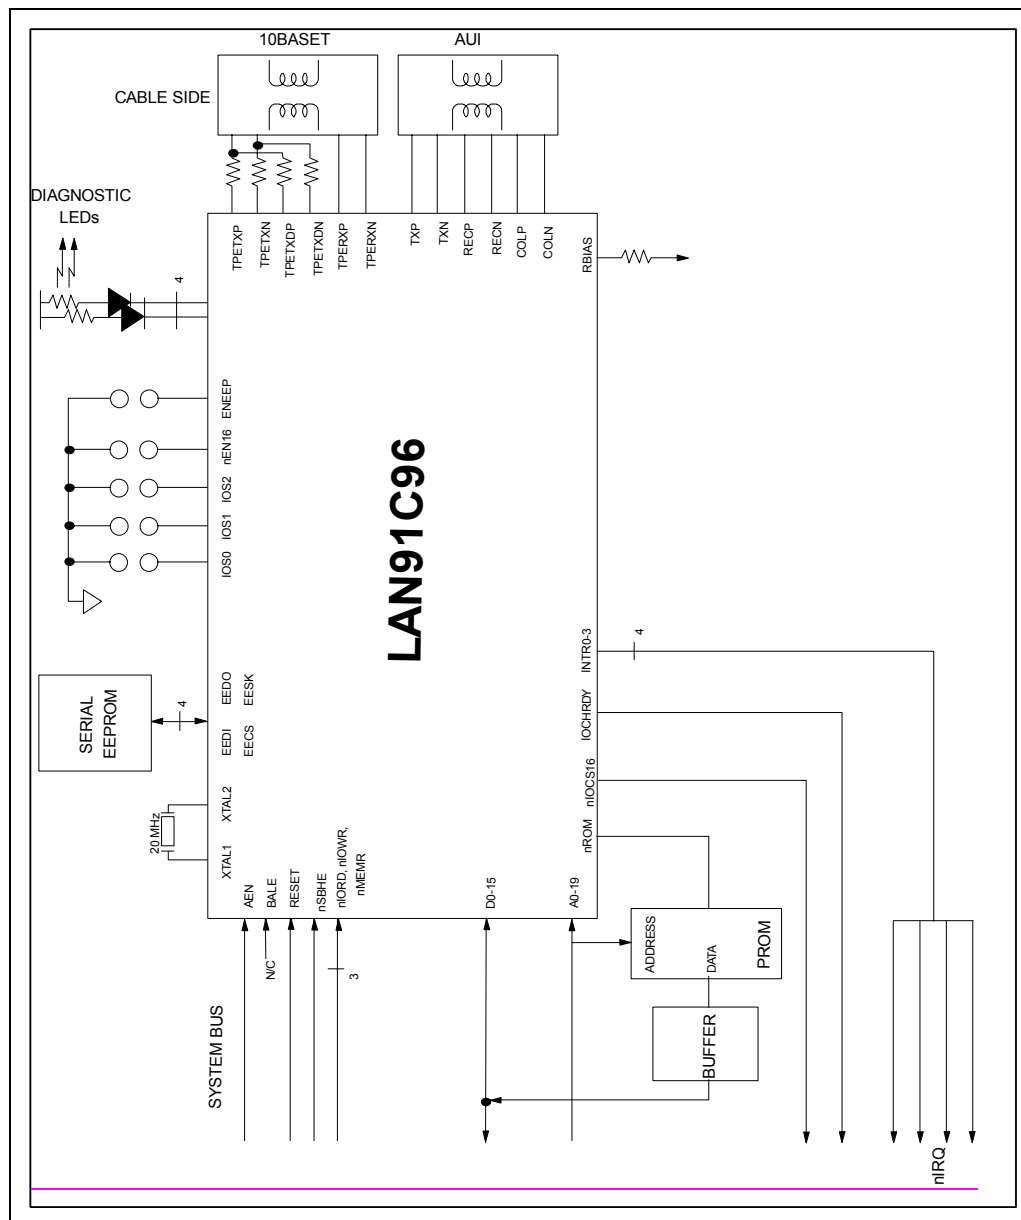 10BASET
AUI
CABLE SIDE
DIAGNOSTIC
LEDs
4
TPETXP
TPETXN
TPETXDP
TPETXDN
TPERXP
TPERXN
TXP
TXN
RECP
RECN
COLP
COLN
RBIAS
ENEEP
nEN16
IOS2
IOS1
IOS0
LAN91C96
SERIAL
EEPROM
4
EEDO
EESK
EEDI
EECS
INTR0-3
4
IOCHRDY
nIOCS16
nROM
20 MHz
XTAL2
XTAL1
AEN
BALE
RESET
nSBHE
nIORD, nIOWR,
nMEMR
D0-15
A0-19
N/C
3
ADDRESS
DATA
PROM
BUFFER
SYSTEM BUS
nIRQ